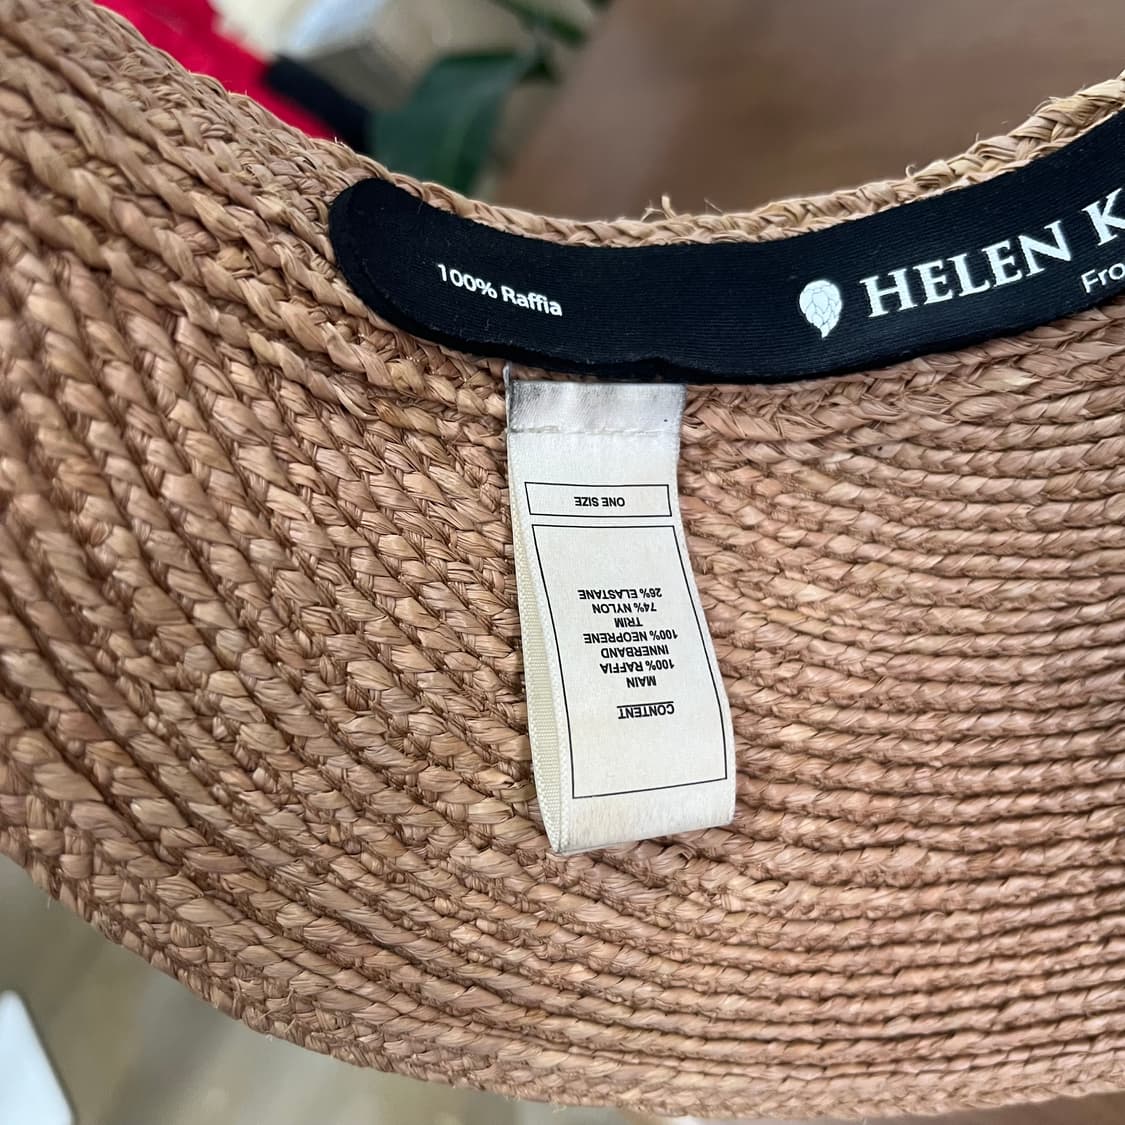 100% Raffia
HELEN K
Fro
ONE SIZE
CONTENT
MAIN
100% RAFFIA
INNERBAND
100% NEOPRENE
TRIM
74% NYLON
26% ELASTANE